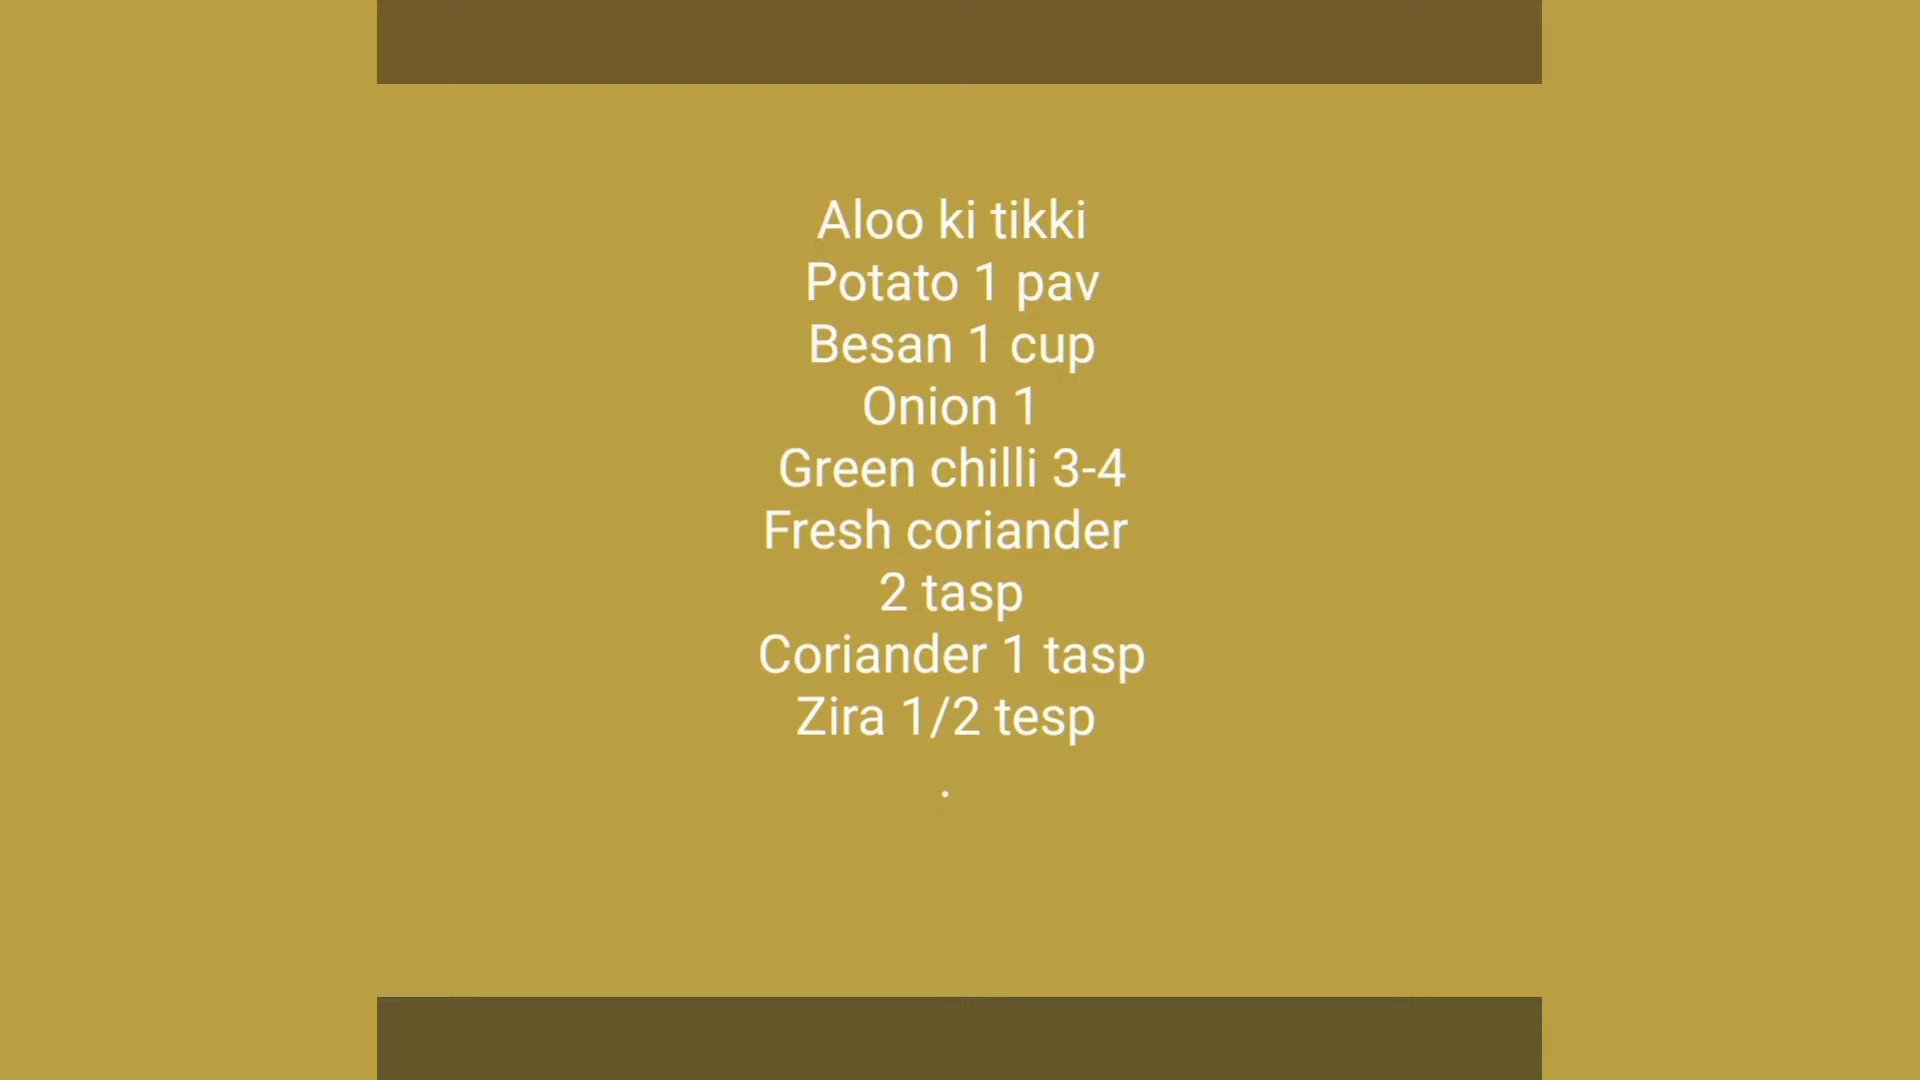 Aloo ki tikki
Potato 1 pav
Besan 1 cup
Onion 1
Green chilli 3-4
Fresh coriander
2 tasp
Coriander 1 tasp
Zira 1/2 tesp
.